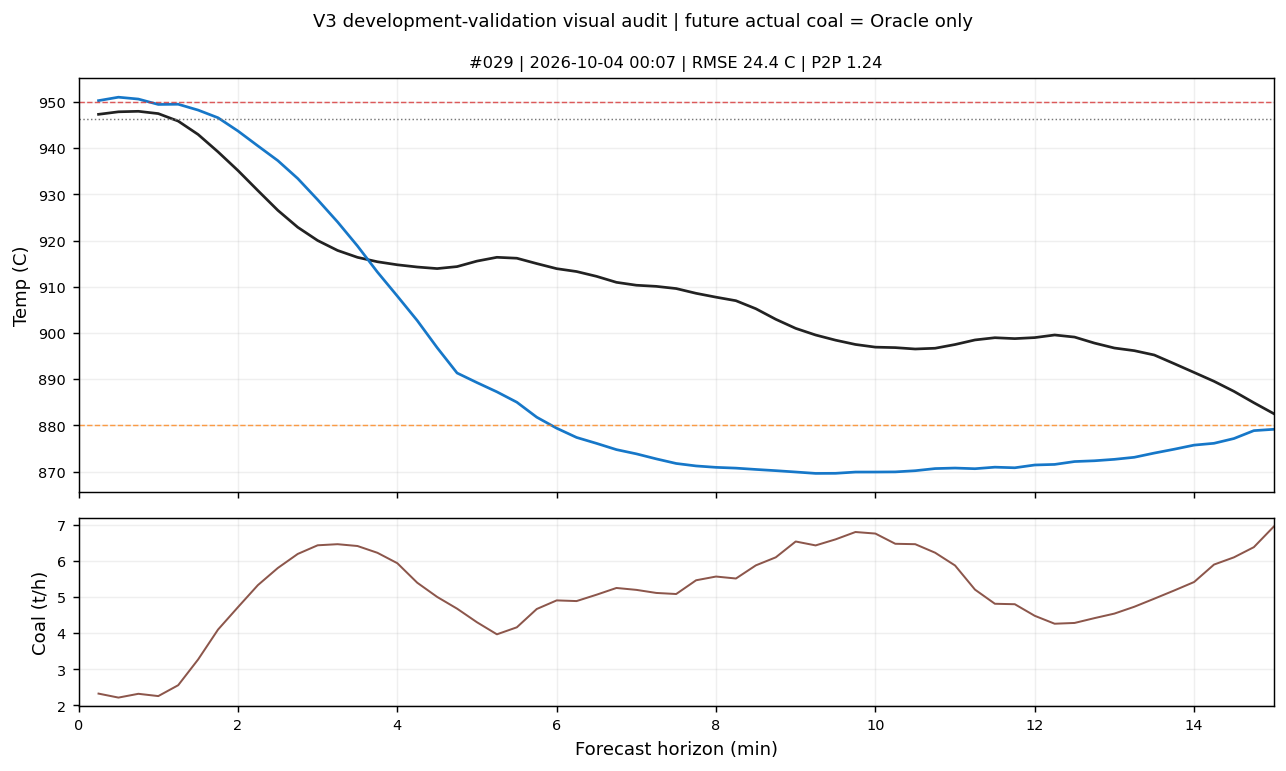 V3 development-validation visual audit | future actual coal = Oracle only
#029 | 2026-10-04 00:07 | RMSE 24.4 C | P2P 1.24
Temp (C)
950
940
930
920
910
900
890
880
870
Coal (t/h)
7
6
5
4
3
2
0 2 4 6 8 10 12 14
Forecast horizon (min)